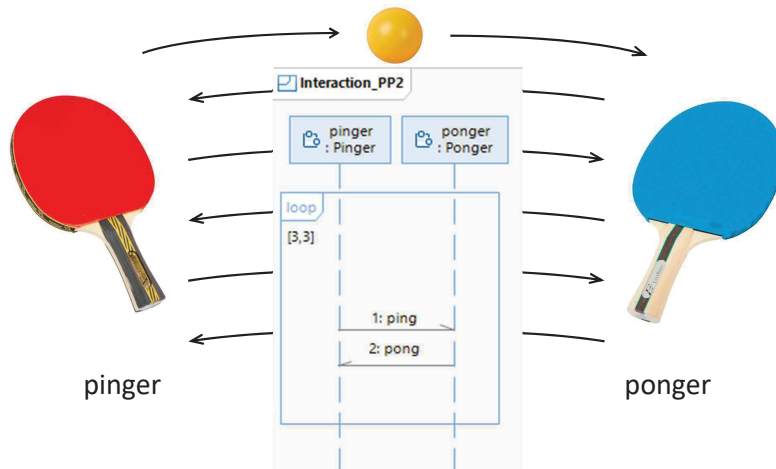 Interaction_PP2
pinger
: Pinger
ponger
: Ponger
loop
[3,3]
1: ping
2: pong
pinger
ponger